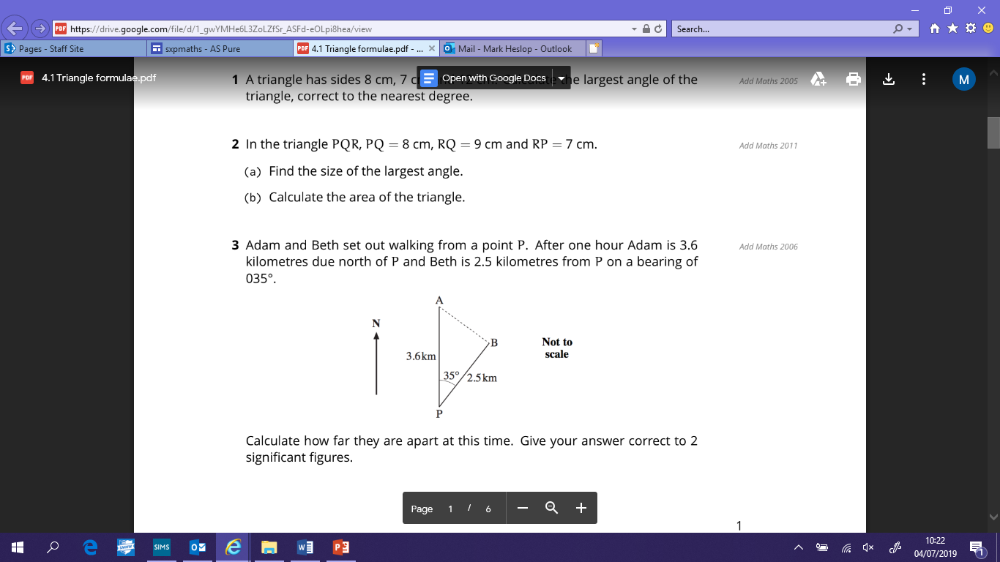 https://drive.google.com/file/d/1_gwYMHe6L3ZoLZfSr_ASFd-eOLpi8hea/view
Search...
Pages - Staff Site
sxpmaths - AS Pure
PDF 4.1 Triangle formulae.pdf - ...
Mail - Mark Heslop - Outlook
PDF 4.1 Triangle formulae.pdf
Open with Google Docs
M
1 A triangle has sides 8 cm, 7 the largest angle of the
triangle, correct to the nearest degree.
Add Maths 2005
2 In the triangle PQR, PQ = 8 cm, RQ = 9 cm and RP = 7 cm.
Add Maths 2011
(a) Find the size of the largest angle.
(b) Calculate the area of the triangle.
3 Adam and Beth set out walking from a point P. After one hour Adam is 3.6
Add Maths 2006
kilometres due north of P and Beth is 2.5 kilometres from P on a bearing of
035°.
A
N
B
Not to
scale
3.6km
35°
2.5km
P
Calculate how far they are apart at this time. Give your answer correct to 2
significant figures.
Page 1 / 6
1
SIMS
10:22
04/07/2019